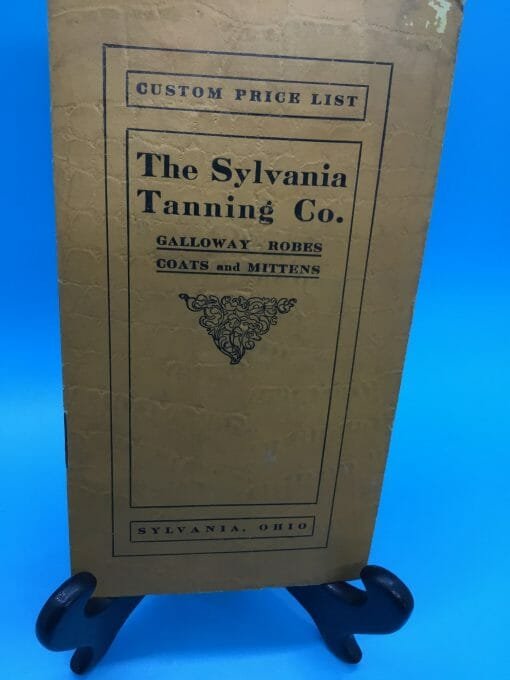 CUSTOM PRICE LIST
The Sylvania
Tanning Co.
GALLOWAY ROBES
COATS and MITTENS
SYLVANIA, OHIO